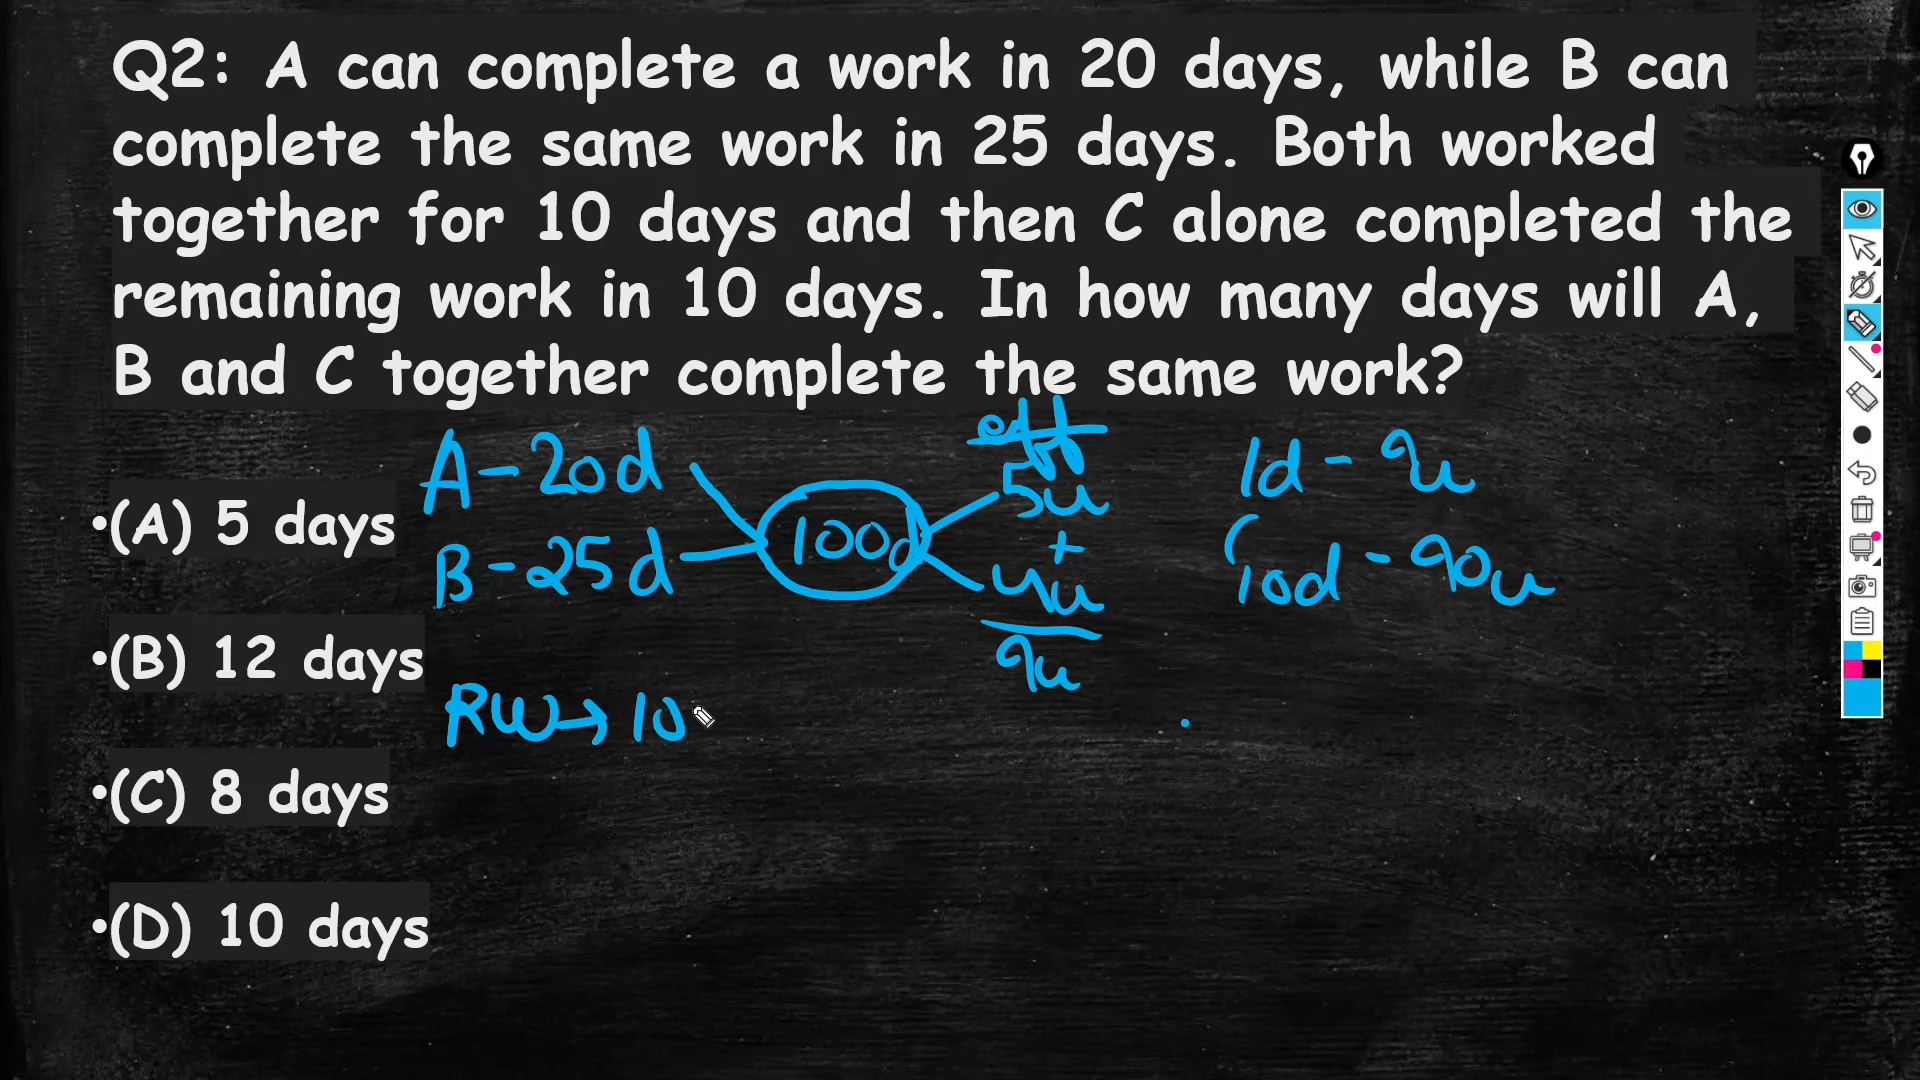 Q2: A can complete a work in 20 days, while B can
complete the same work in 25 days. Both worked
together for 10 days and then C alone completed the
remaining work in 10 days. In how many days will A,
B and C together complete the same work?
eff
A-20d
100
5u
1d - 9u
•(A) 5 days
+
B-25d
4u
10d - 90u
9u
•(B) 12 days
RW→ 10
•(C) 8 days
•(D) 10 days